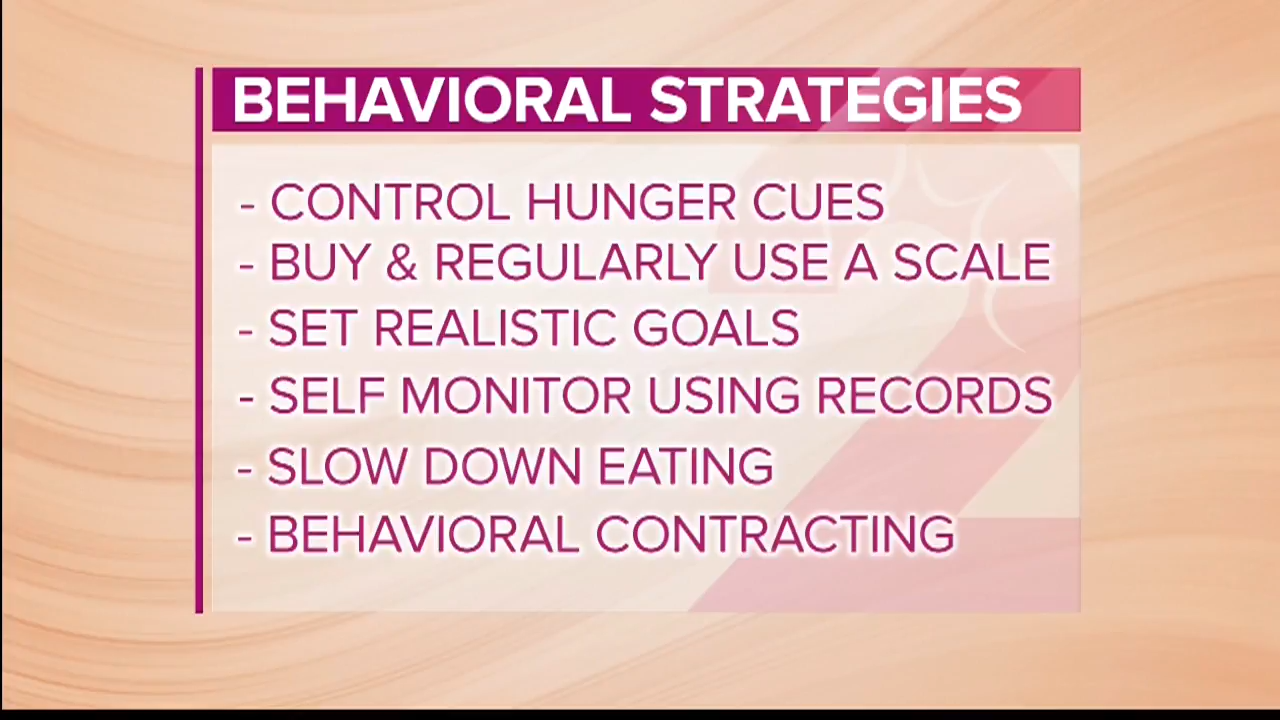 BEHAVIORAL STRATEGIES
- CONTROL HUNGER CUES
- BUY & REGULARLY USE A SCALE
- SET REALISTIC GOALS
- SELF MONITOR USING RECORDS
- SLOW DOWN EATING
- BEHAVIORAL CONTRACTING